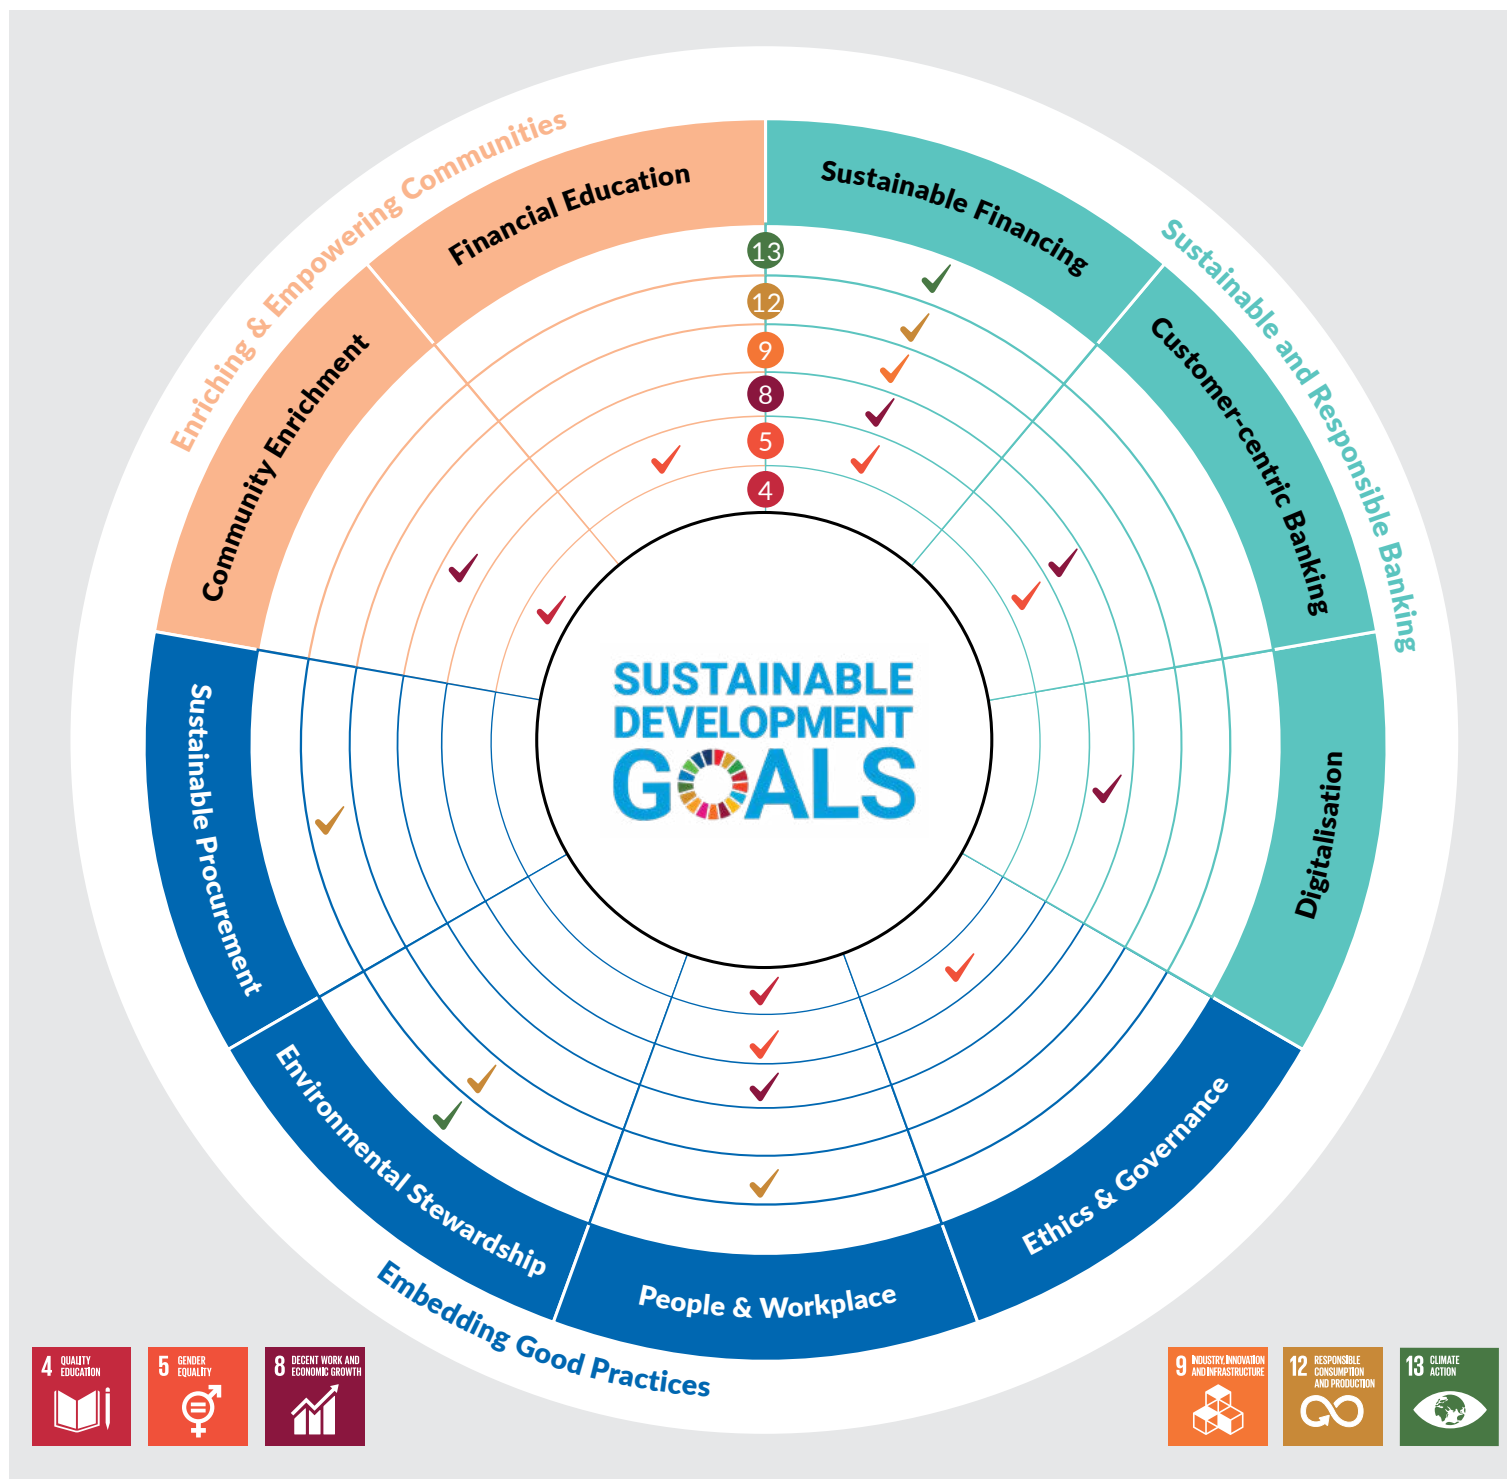 Enriching & Empowering Communities
Sustainable and Responsible Banking
Embedding Good Practices
Financial Education
Sustainable Financing
Customer-centric Banking
Digitalisation
Ethics & Governance
People & Workplace
Environmental Stewardship
Sustainable Procurement
Community Enrichment
13
12
9
8
5
4
SUSTAINABLE
DEVELOPMENT
GOALS
4 QUALITY
EDUCATION
5 GENDER
EQUALITY
8 DECENT WORK AND
ECONOMIC GROWTH
9 INDUSTRY, INNOVATION
AND INFRASTRUCTURE
12 RESPONSIBLE
CONSUMPTION
AND PRODUCTION
13 CLIMATE
ACTION